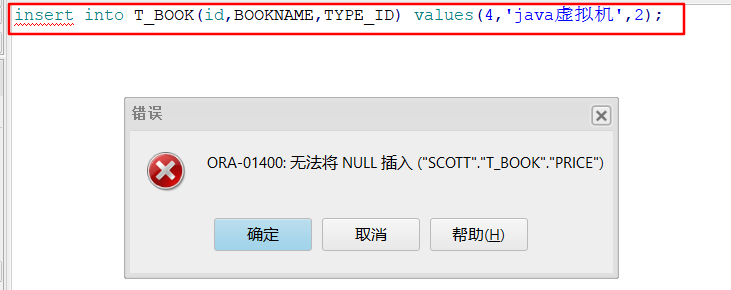 insert into T_BOOK(id,BOOKNAME,TYPE_ID) values(4,'java虚拟机',2);
错误
ORA-01400: 无法将 NULL 插入 ("SCOTT"."T_BOOK"."PRICE")
确定 取消 帮助(H)